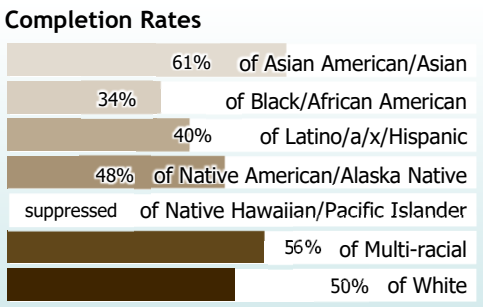 Completion Rates
61% of Asian American/Asian
34% of Black/African American
40% of Latino/a/x/Hispanic
48% of Native American/Alaska Native
suppressed of Native Hawaiian/Pacific Islander
56% of Multi-racial
50% of White